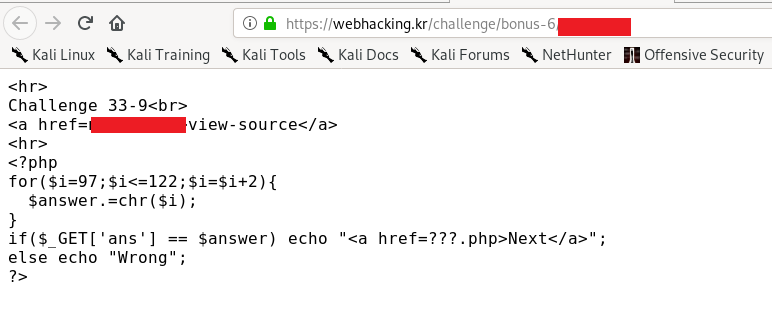 https://webhacking.kr/challenge/bonus-6/
Kali Linux Kali Training Kali Tools Kali Docs Kali Forums NetHunter Offensive Security
<hr>
Challenge 33-9<br>
<a href= view-source</a>
<hr>
<?php
for($i=97;$i<=122;$i=$i+2){
  $answer.=chr($i);
}
if($_GET['ans'] == $answer) echo "<a href=???.php>Next</a>";
else echo "Wrong";
?>